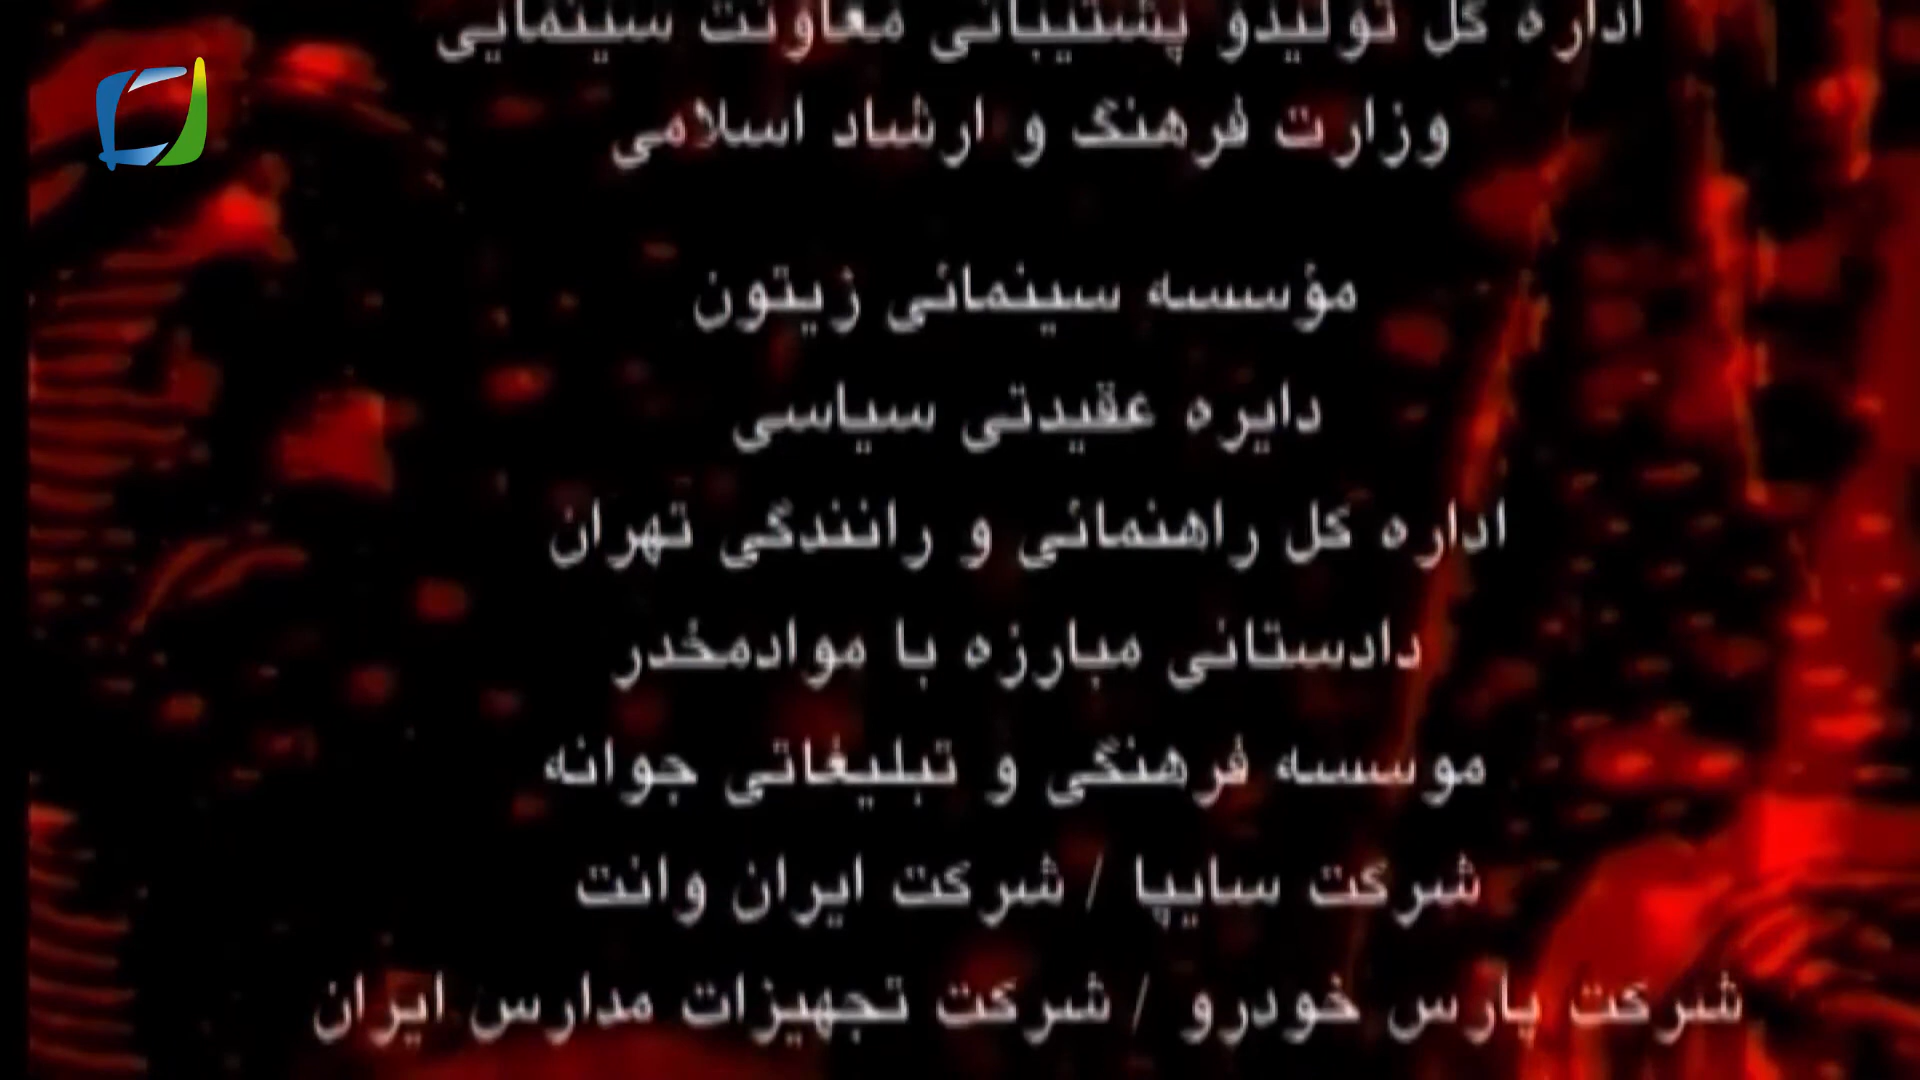 اداره کل تولیدو پشتیبانی معاونت سینمایی
وزارت فرهنگ و ارشاد اسلامی
مؤسسه سینمائی زیتون
دایره عقیدتی سیاسی
اداره کل راهنمائی و رانندگی تهران
دادستانی مبارزه با موادمخدر
موسسه فرهنگی و تبلیغاتی جوانه
شرکت سایپا / شرکت ایران وانت
شرکت پارس خودرو / شرکت تجهیزات مدارس ایران